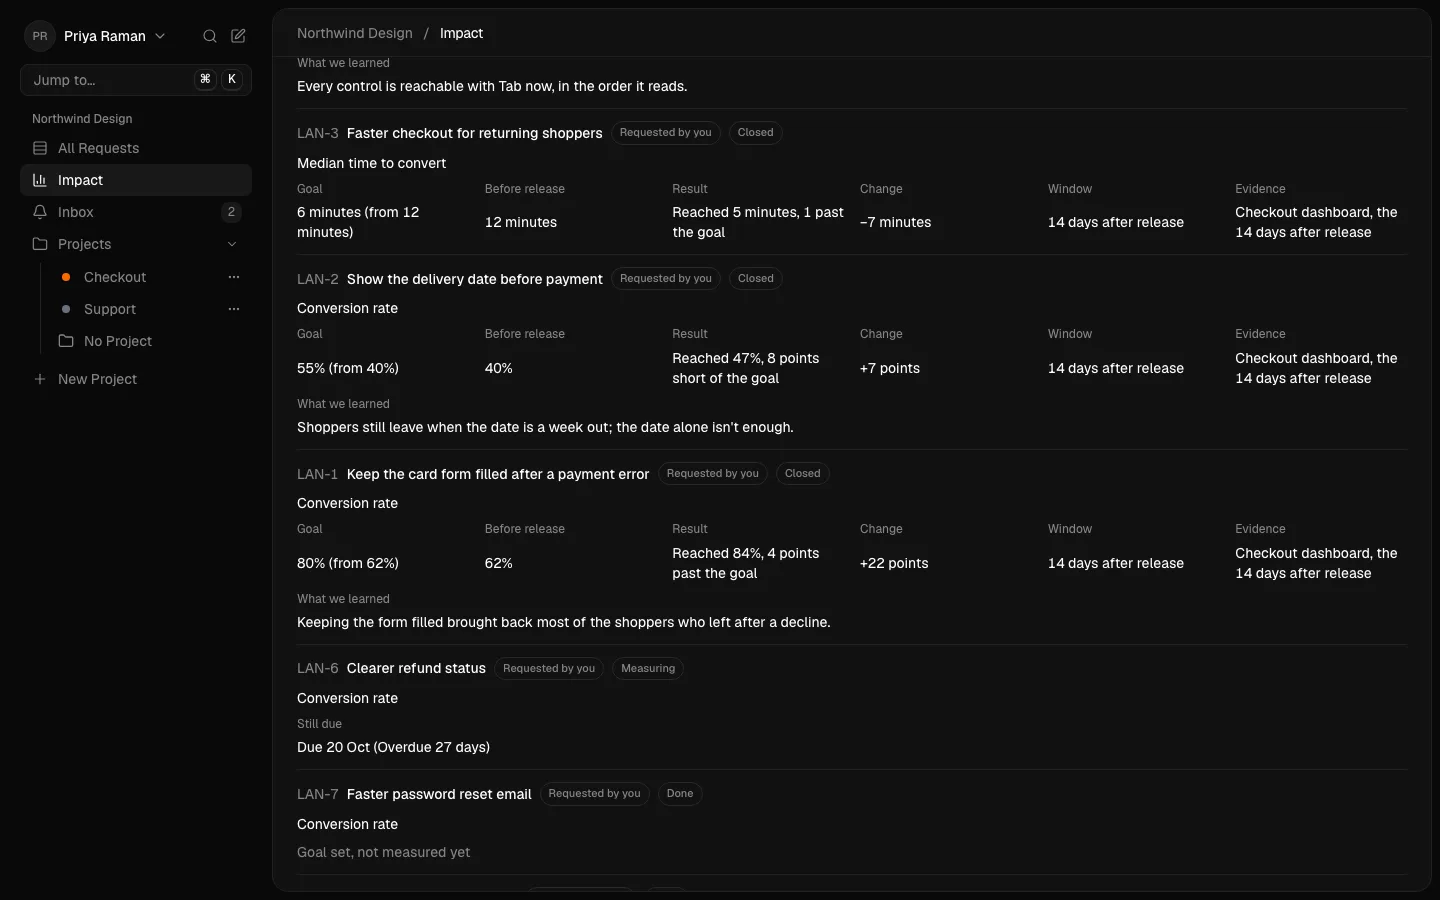 PR Priya Raman
Jump to... ⌘ K
Northwind Design
All Requests
Impact
Inbox 2
Projects
Checkout ...
Support ...
No Project
New Project
Northwind Design / Impact
What we learned
Every control is reachable with Tab now, in the order it reads.
LAN-3 Faster checkout for returning shoppers Requested by you Closed
Median time to convert
Goal Before release Result Change Window Evidence
6 minutes (from 12 minutes) 12 minutes Reached 5 minutes, 1 past the goal −7 minutes 14 days after release Checkout dashboard, the 14 days after release
LAN-2 Show the delivery date before payment Requested by you Closed
Conversion rate
Goal Before release Result Change Window Evidence
55% (from 40%) 40% Reached 47%, 8 points short of the goal +7 points 14 days after release Checkout dashboard, the 14 days after release
What we learned
Shoppers still leave when the date is a week out; the date alone isn't enough.
LAN-1 Keep the card form filled after a payment error Requested by you Closed
Conversion rate
Goal Before release Result Change Window Evidence
80% (from 62%) 62% Reached 84%, 4 points past the goal +22 points 14 days after release Checkout dashboard, the 14 days after release
What we learned
Keeping the form filled brought back most of the shoppers who left after a decline.
LAN-6 Clearer refund status Requested by you Measuring
Conversion rate
Still due
Due 20 Oct (Overdue 27 days)
LAN-7 Faster password reset email Requested by you Done
Conversion rate
Goal set, not measured yet